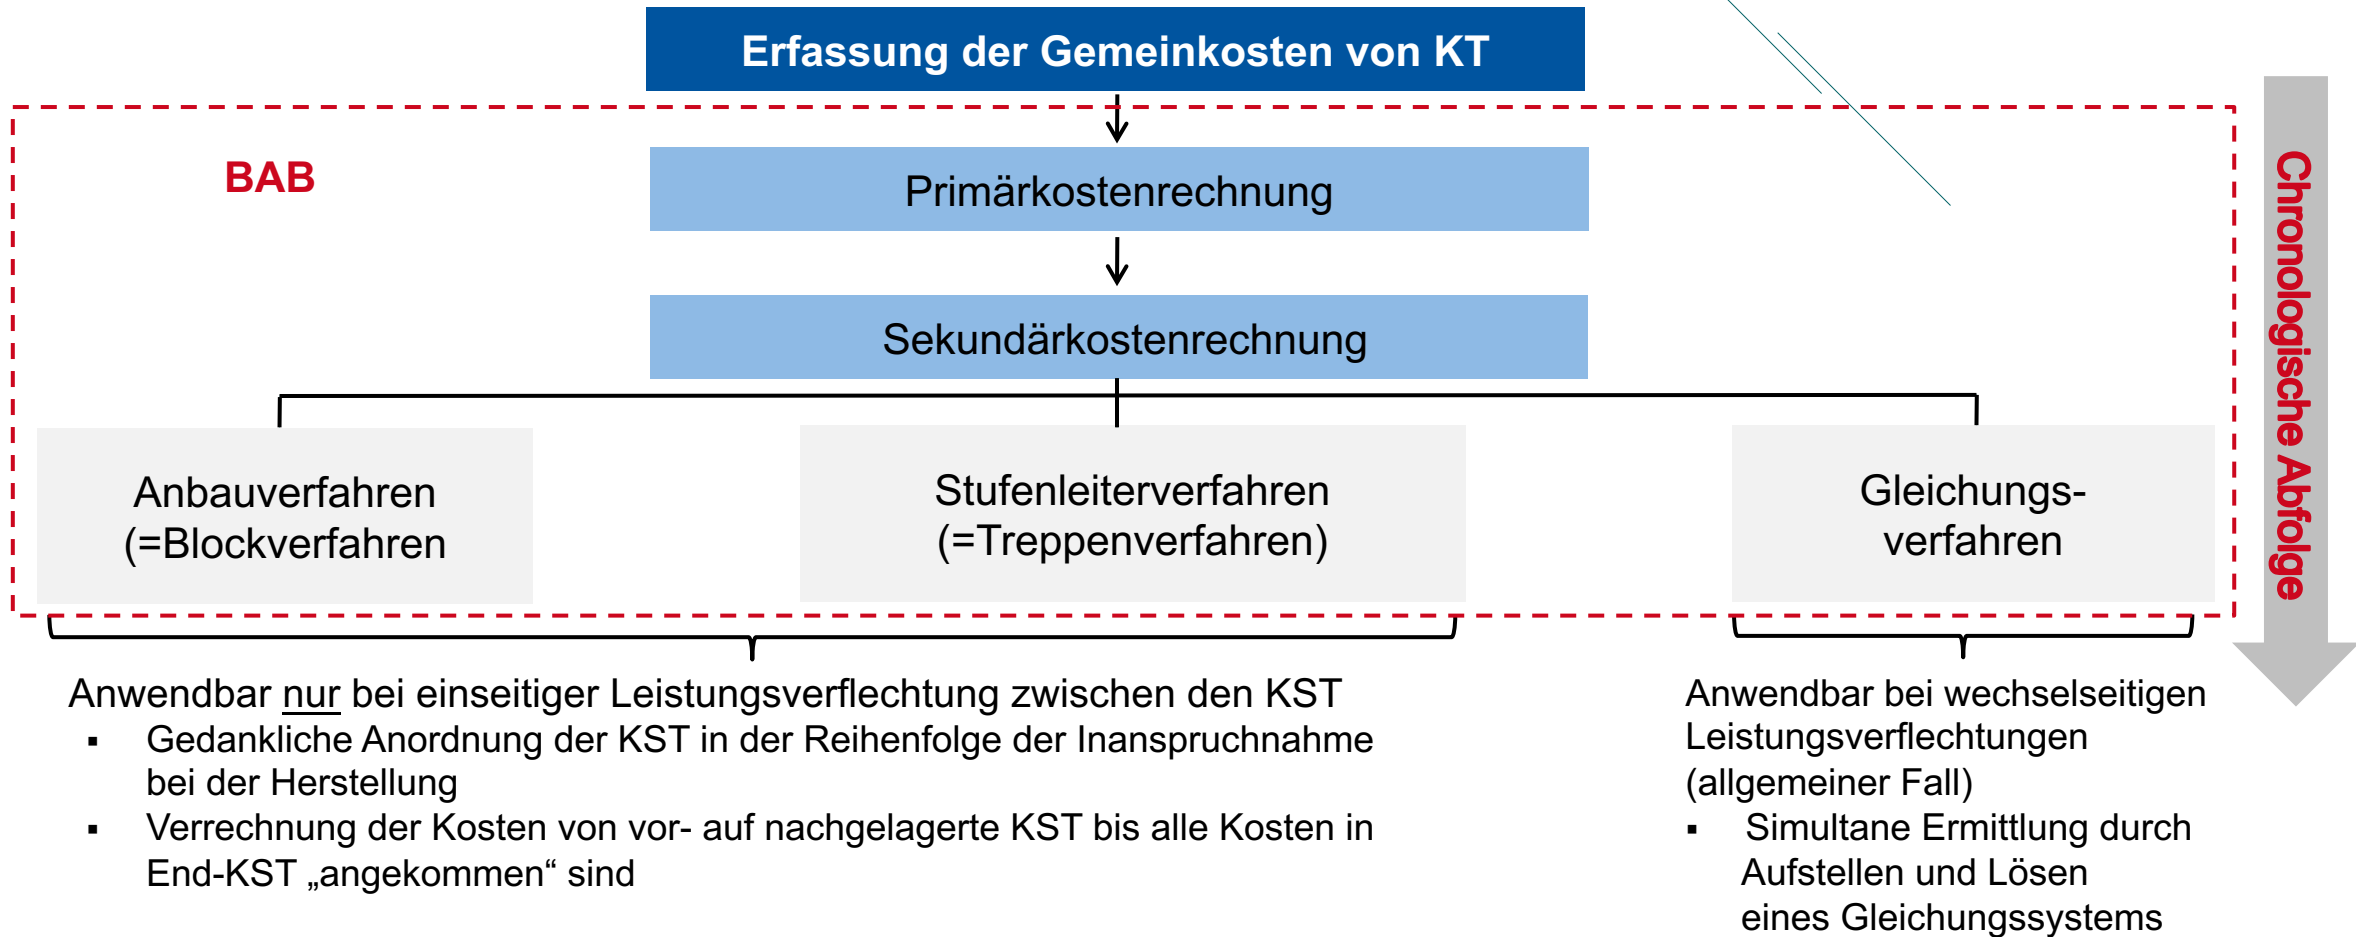 Erfassung der Gemeinkosten von KT
BAB
Primärkostenrechnung
Sekundärkostenrechnung
Anbauverfahren
(=Blockverfahren
Stufenleiterverfahren
(=Treppenverfahren)
Gleichungs-
verfahren
Chronologische Abfolge
Anwendbar nur bei einseitiger Leistungsverflechtung zwischen den KST
▪ Gedankliche Anordnung der KST in der Reihenfolge der Inanspruchnahme
bei der Herstellung
▪ Verrechnung der Kosten von vor- auf nachgelagerte KST bis alle Kosten in
End-KST „angekommen“ sind
Anwendbar bei wechselseitigen
Leistungsverflechtungen
(allgemeiner Fall)
▪ Simultane Ermittlung durch
Aufstellen und Lösen
eines Gleichungssystems